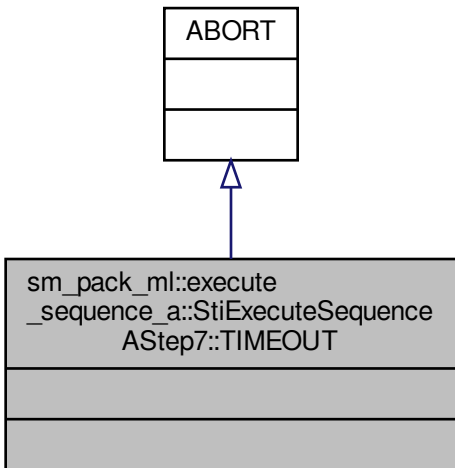 ABORT
sm_pack_ml::execute
_sequence_a::StiExecuteSequence
AStep7::TIMEOUT